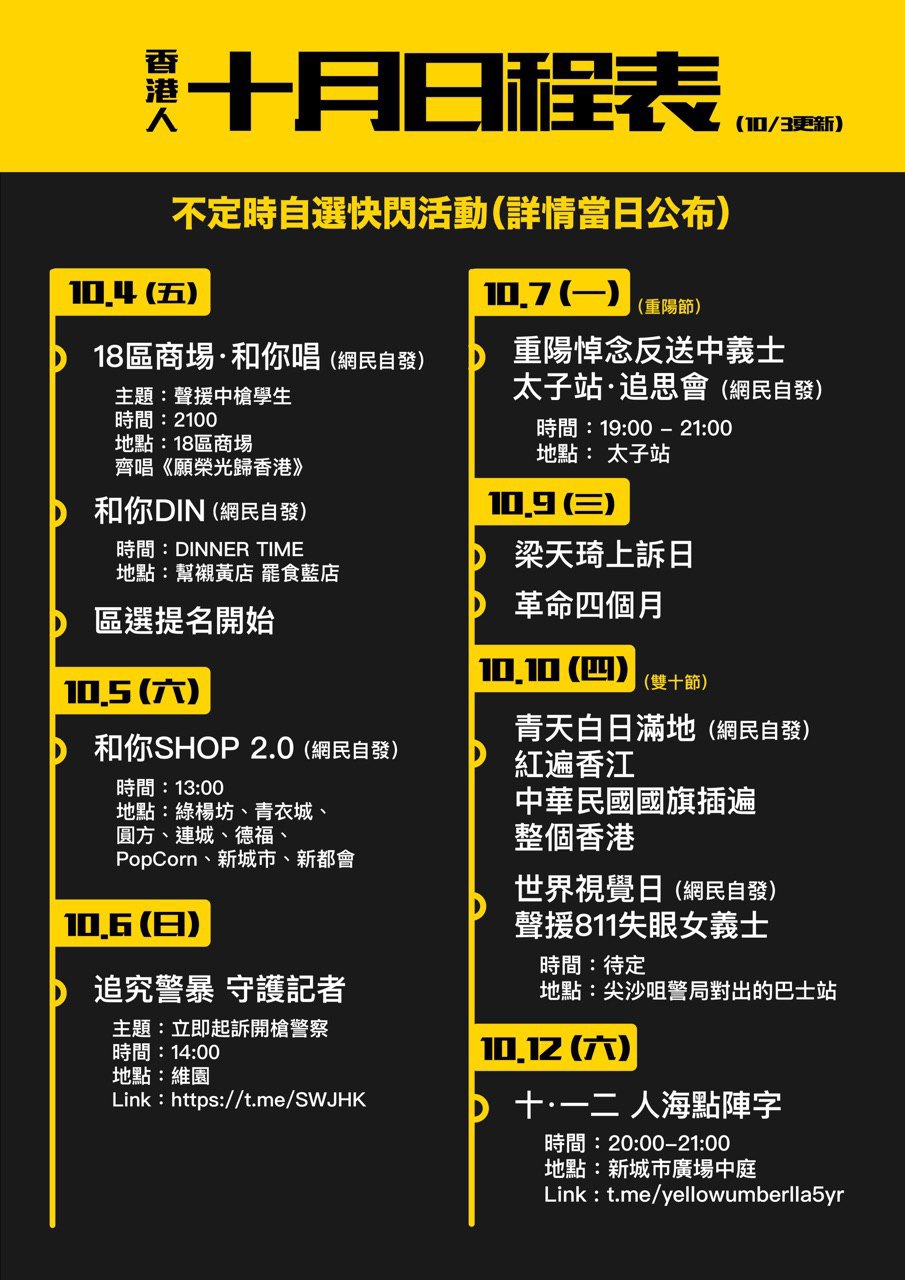 香港人
十月日程表
(10/3更新)
不定時自選快閃活動(詳情當日公布)
10.4 (五)
18區商場·和你唱 (網民自發)
主題：聲援中槍學生
時間：2100
地點：18區商場
齊唱《願榮光歸香港》
和你DIN (網民自發)
時間：DINNER TIME
地點：幫襯黃店 罷食藍店
區選提名開始
10.5 (六)
和你SHOP 2.0 (網民自發)
時間：13:00
地點：綠楊坊、青衣城、
圓方、連城、德福、
PopCorn、新城市、新都會
10.6 (日)
追究警暴 守護記者
主題：立即起訴開槍警察
時間：14:00
地點：維園
Link：https://t.me/SWJHK
10.7 (一) (重陽節)
重陽悼念反送中義士
太子站·追思會 (網民自發)
時間：19:00 – 21:00
地點： 太子站
10.9 (三)
梁天琦上訴日
革命四個月
10.10 (四) (雙十節)
青天白日滿地 (網民自發)
紅遍香江
中華民國國旗插遍
整個香港
世界視覺日 (網民自發)
聲援811失眼女義士
時間：待定
地點：尖沙咀警局對出的巴士站
10.12 (六)
十·一二 人海點陣字
時間：20:00–21:00
地點：新城市廣場中庭
Link：t.me/yellowumberlla5yr